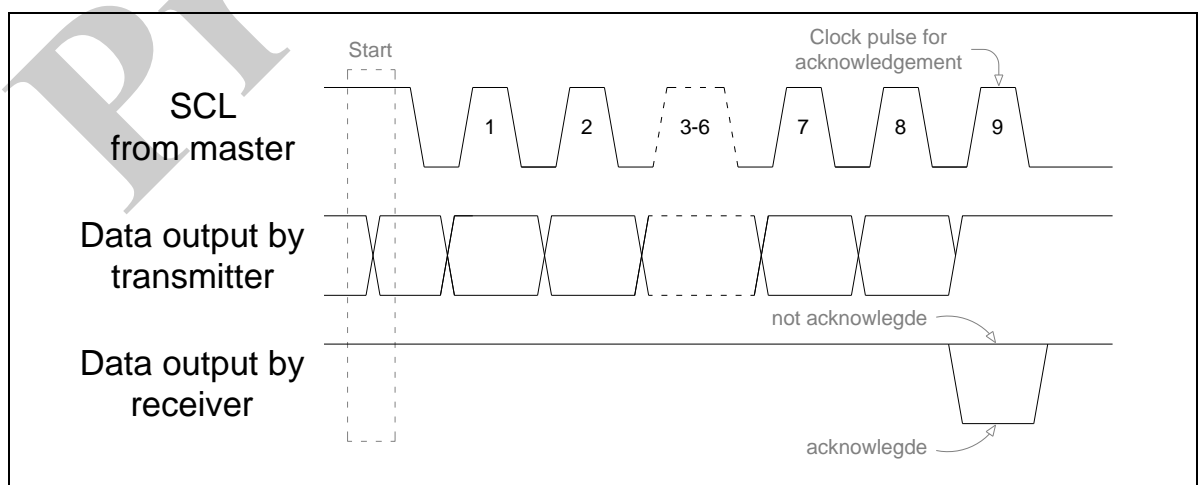 Pr
Start
Clock pulse for
acknowledgement
SCL
from master
1
2
3-6
7
8
9
Data output by
transmitter
not acknowlegde
Data output by
receiver
acknowlegde